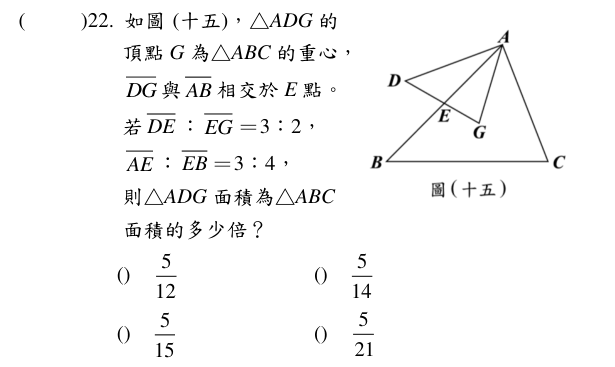 (　　)22. 如圖 (十五)，△ADG 的
頂點 G 為△ABC 的重心，
DG 與 AB 相交於 E 點。
若 DE：EG＝3：2，
AE：EB＝3：4，
則△ADG 面積為△ABC
面積的多少倍？
() 5/12　() 5/14
() 5/15　() 5/21
A
D
E
G
B
C
圖(十五)